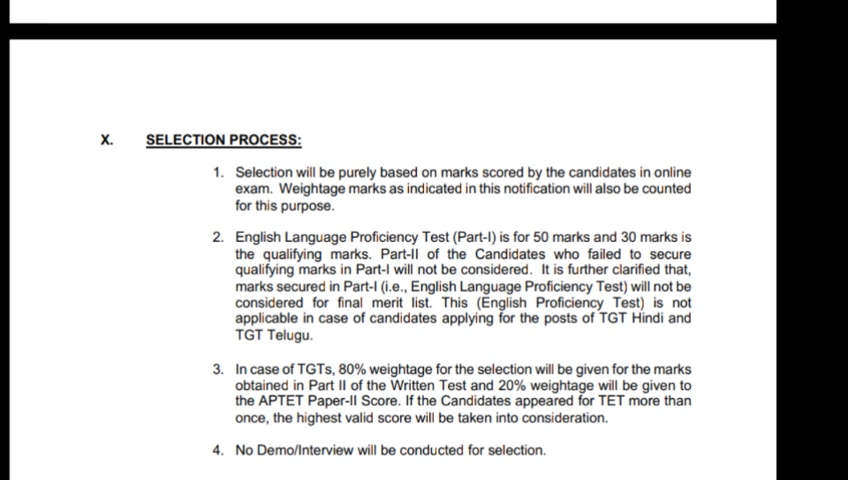 X. SELECTION PROCESS:
1. Selection will be purely based on marks scored by the candidates in online
exam. Weightage marks as indicated in this notification will also be counted
for this purpose.
2. English Language Proficiency Test (Part-I) is for 50 marks and 30 marks is
the qualifying marks. Part-II of the Candidates who failed to secure
qualifying marks in Part-I will not be considered. It is further clarified that,
marks secured in Part-I (i.e., English Language Proficiency Test) will not be
considered for final merit list. This (English Proficiency Test) is not
applicable in case of candidates applying for the posts of TGT Hindi and
TGT Telugu.
3. In case of TGTs, 80% weightage for the selection will be given for the marks
obtained in Part II of the Written Test and 20% weightage will be given to
the APTET Paper-II Score. If the Candidates appeared for TET more than
once, the highest valid score will be taken into consideration.
4. No Demo/Interview will be conducted for selection.